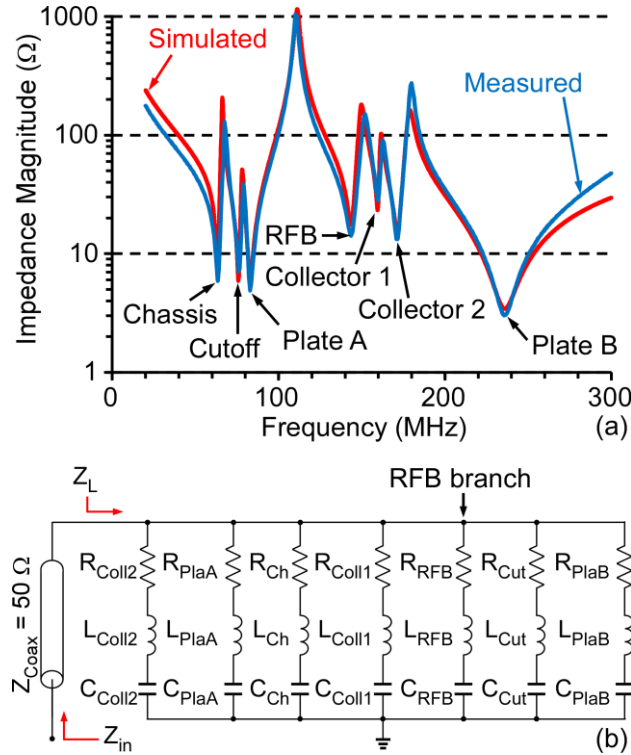 1000
Simulated
Measured
100
RFB
10
Collector 1
Collector 2
Chassis
Plate A
Cutoff
Plate B
1
0
100
200
300
Impedance Magnitude (Ω)
Frequency (MHz)
(a)
Z_L
RFB branch
Z_Coax = 50 Ω
R_Coll2 R_PlaA R_Ch R_Coll1 R_RFB R_Cut R_PlaB
L_Coll2 L_PlaA L_Ch L_Coll1 L_RFB L_Cut L_PlaB
C_Coll2 C_PlaA C_Ch C_Coll1 C_RFB C_Cut C_PlaB
Z_in
(b)